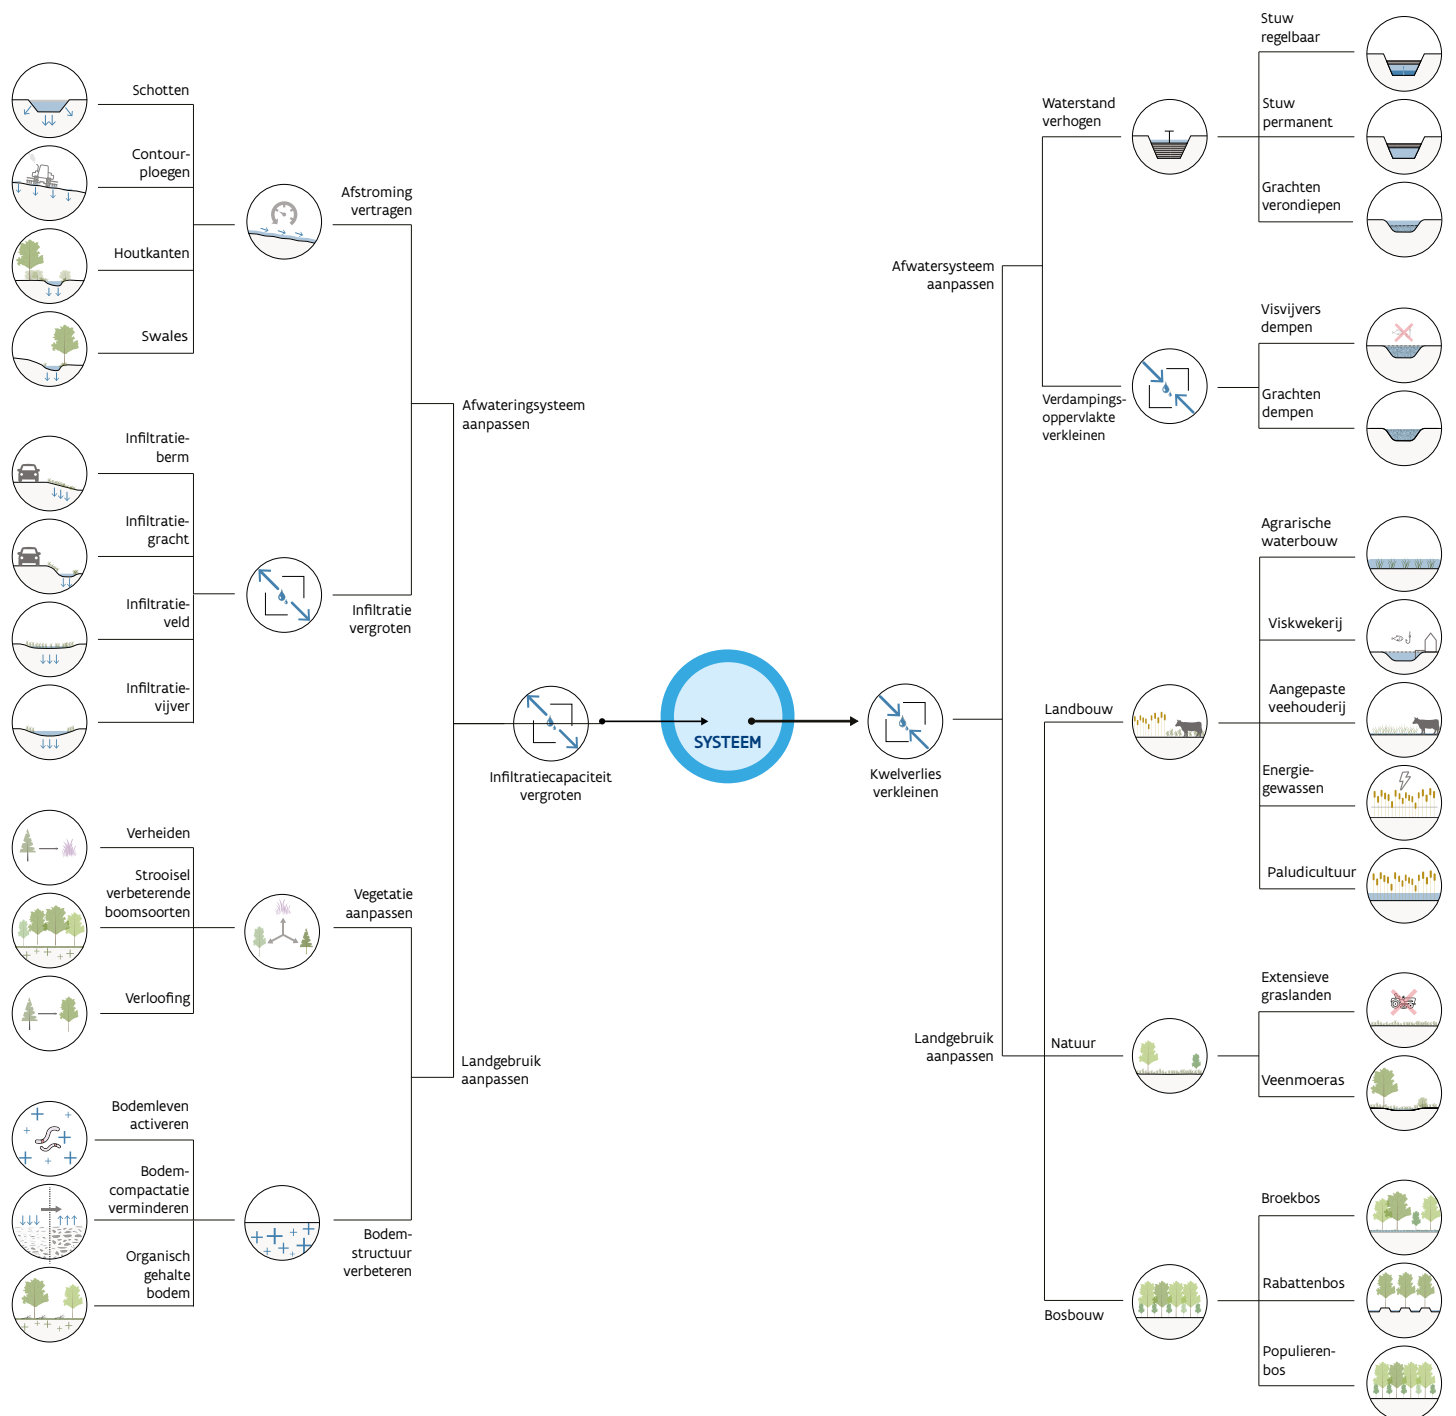 Schotten
Contour-
ploegen
Houtkanten
Swales
Afstroming
vertragen
Infiltratie-
berm
Infiltratie-
gracht
Infiltratie-
veld
Infiltratie-
vijver
Infiltratie
vergroten
Afwateringsysteem
aanpassen
Verheiden
Strooisel
verbeterende
boomsoorten
Verloofing
Vegetatie
aanpassen
Bodemleven
activeren
Bodem-
compactatie
verminderen
Organisch
gehalte
bodem
Bodem-
structuur
verbeteren
Landgebruik
aanpassen
Infiltratiecapaciteit
vergroten
SYSTEEM
Kwelverlies
verkleinen
Afwatersysteem
aanpassen
Waterstand
verhogen
Stuw
regelbaar
Stuw
permanent
Grachten
verondiepen
Verdampings-
oppervlakte
verkleinen
Visvijvers
dempen
Grachten
dempen
Landgebruik
aanpassen
Landbouw
Agrarische
waterbouw
Viskwekerij
Aangepaste
veehouderij
Energie-
gewassen
Paludicultuur
Natuur
Extensieve
graslanden
Veenmoeras
Bosbouw
Broekbos
Rabattenbos
Populieren-
bos